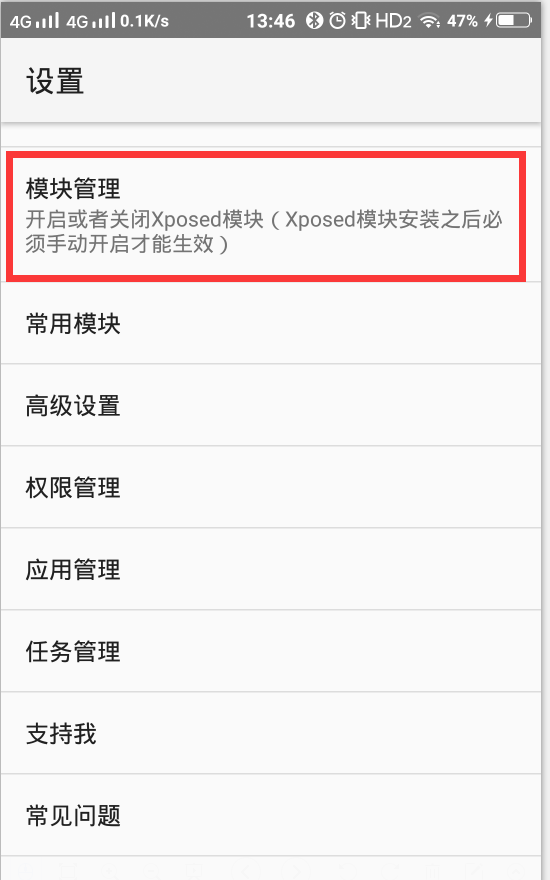 4G 4G 0.1K/s 13:46 HD2 47%
设置
模块管理
开启或者关闭Xposed模块（Xposed模块安装之后必
须手动开启才能生效）
常用模块
高级设置
权限管理
应用管理
任务管理
支持我
常见问题